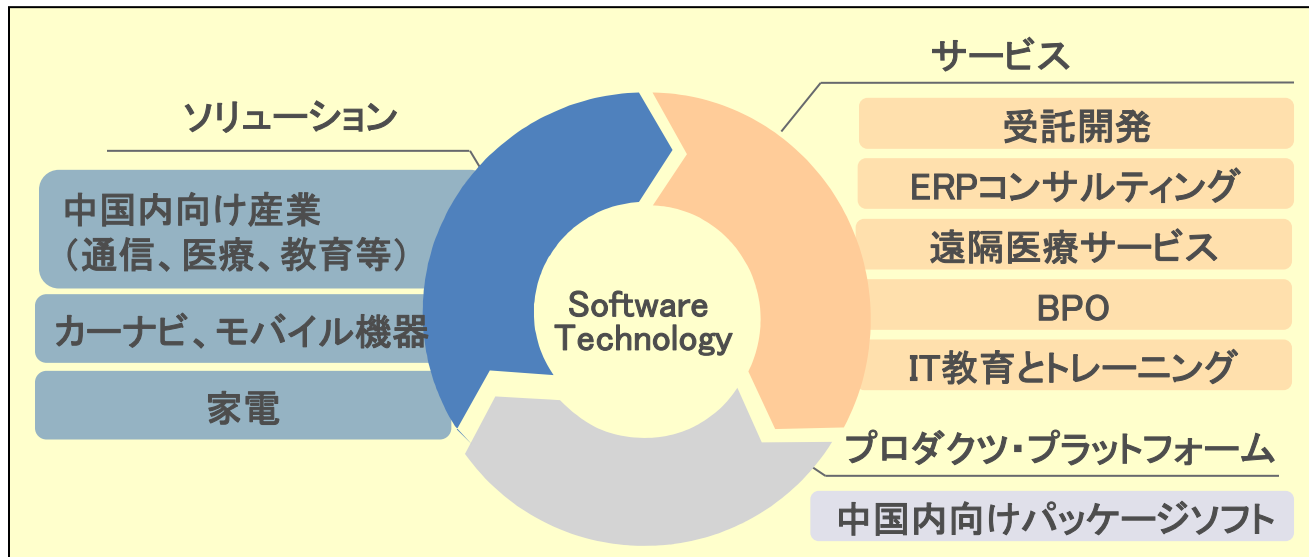 ソリューション
中国内向け産業
（通信、医療、教育等）
カーナビ、モバイル機器
家電
Software
Technology
サービス
受託開発
ERPコンサルティング
遠隔医療サービス
BPO
IT教育とトレーニング
プロダクツ・プラットフォーム
中国内向けパッケージソフト